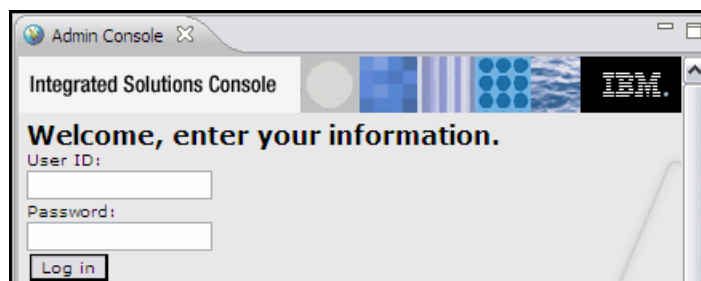 Admin Console
Integrated Solutions Console
IBM.
Welcome, enter your information.
User ID:
Password:
Log in